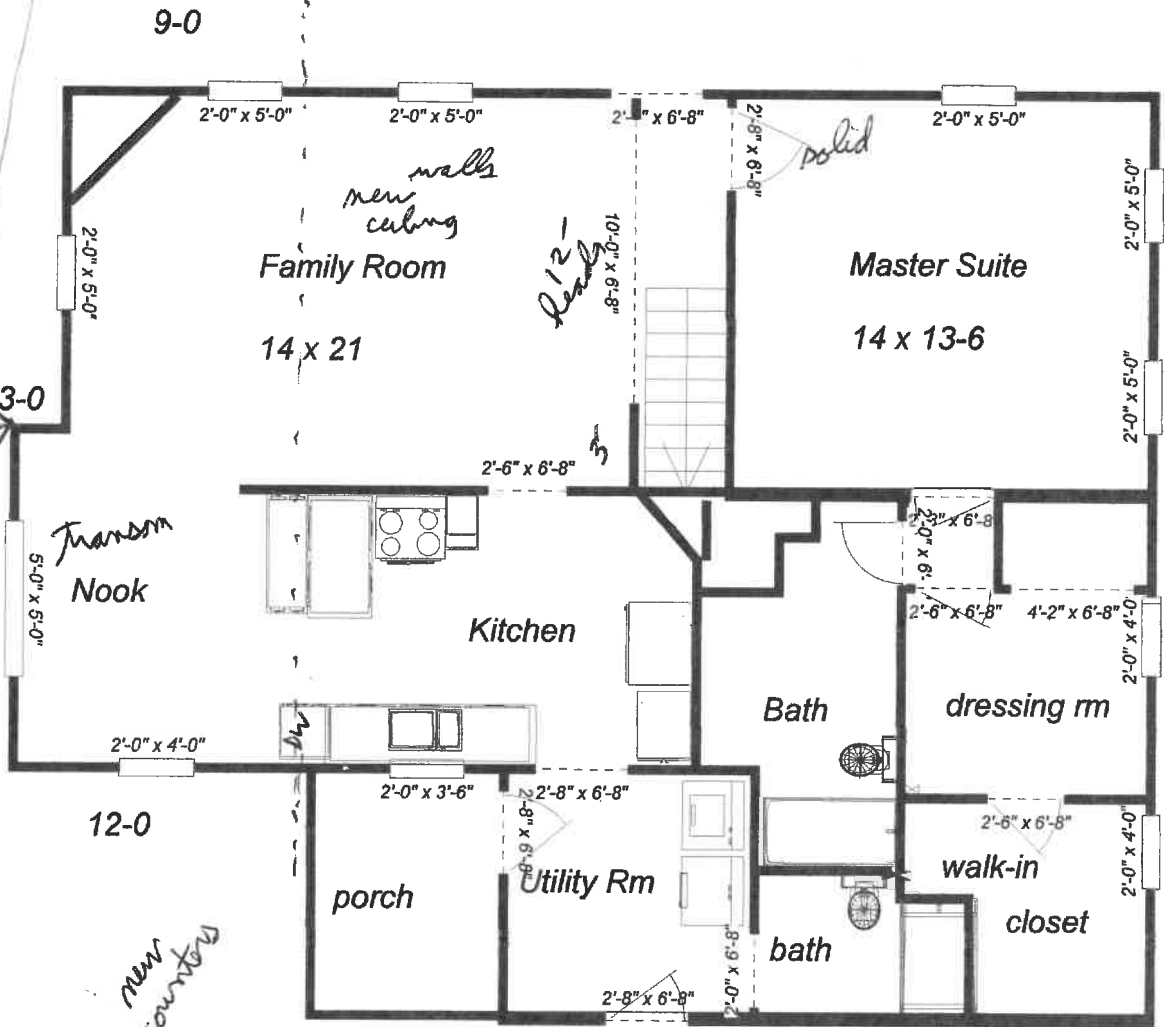 9-0
2'-0" x 5'-0"
2'-0" x 5'-0"
2'-8" x 6'-8"
2'-0" x 5'-0"
solid
walls
new
ceiling
2'-0" x 5'-0"
2'-0" x 5'-0"
12-
10'-0" x 6'-8"
Family Room
Master Suite
14 x 21
14 x 13-6
2'-0" x 5'-0"
3-0
3'
2'-6" x 6'-8"
Transom
5'-0" x 5'-0"
Nook
Kitchen
2'-6" x 6'-8"
4'-2" x 6'-8"
2'-0" x 4'-0"
Bath
dressing rm
DW
2'-0" x 4'-0"
2'-0" x 3'-6"
2'-8" x 6'-8"
2'-8" x 6'-8"
12-0
2'-6" x 6'-8"
2'-0" x 4'-0"
porch
Utility Rm
walk-in
closet
bath
2'-0" x 6'-8"
2'-8" x 6'-8"
new
counters